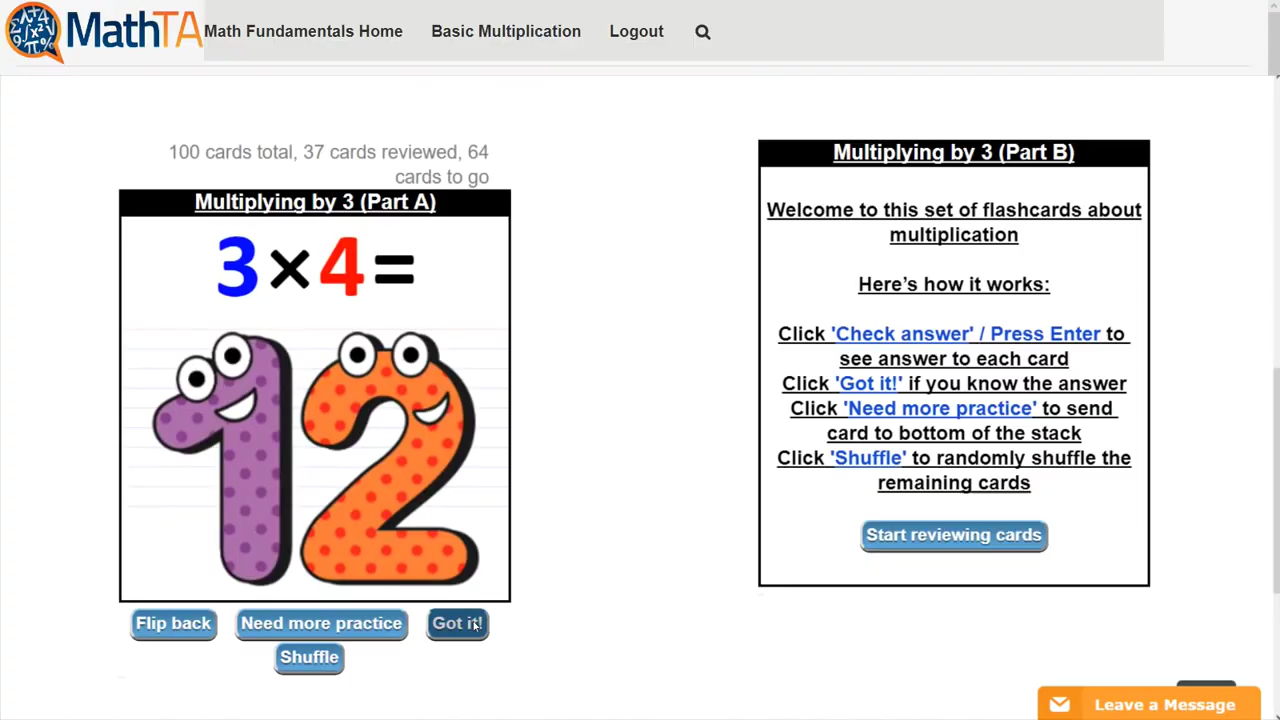 MathTA
Math Fundamentals Home
Basic Multiplication
Logout
100 cards total, 37 cards reviewed, 64
cards to go
Multiplying by 3 (Part A)
3×4=
12
Flip back
Need more practice
Got it!
Shuffle
Multiplying by 3 (Part B)
Welcome to this set of flashcards about
multiplication
Here’s how it works:
Click 'Check answer' / Press Enter to
see answer to each card
Click 'Got it!' if you know the answer
Click 'Need more practice' to send
card to bottom of the stack
Click 'Shuffle' to randomly shuffle the
remaining cards
Start reviewing cards
Leave a Message